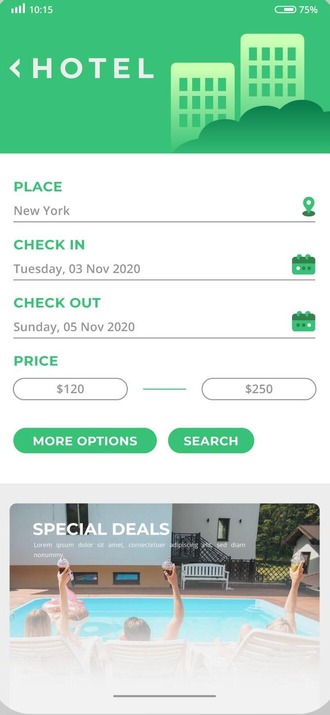 10:15
75%
HOTEL
PLACE
New York
CHECK IN
Tuesday, 03 Nov 2020
CHECK OUT
Sunday, 05 Nov 2020
PRICE
$120
$250
MORE OPTIONS
SEARCH
SPECIAL DEALS
Lorem ipsum dolor sit amet, consectetuer adipiscing elit, sed diam
nonummy